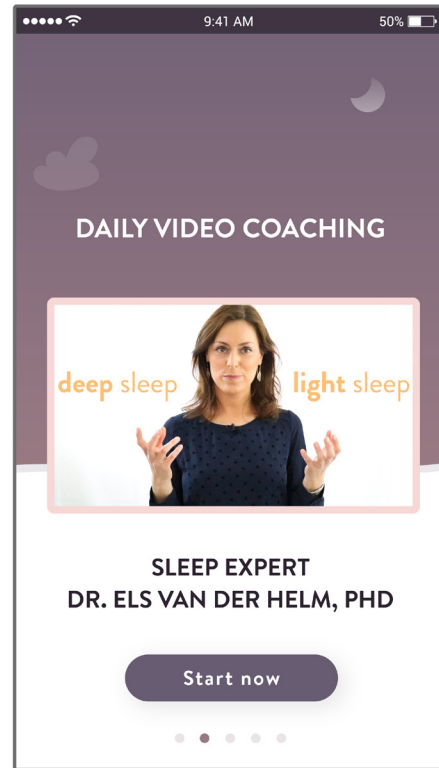 9:41 AM 50%
DAILY VIDEO COACHING
deep sleep light sleep
SLEEP EXPERT
DR. ELS VAN DER HELM, PHD
Start now